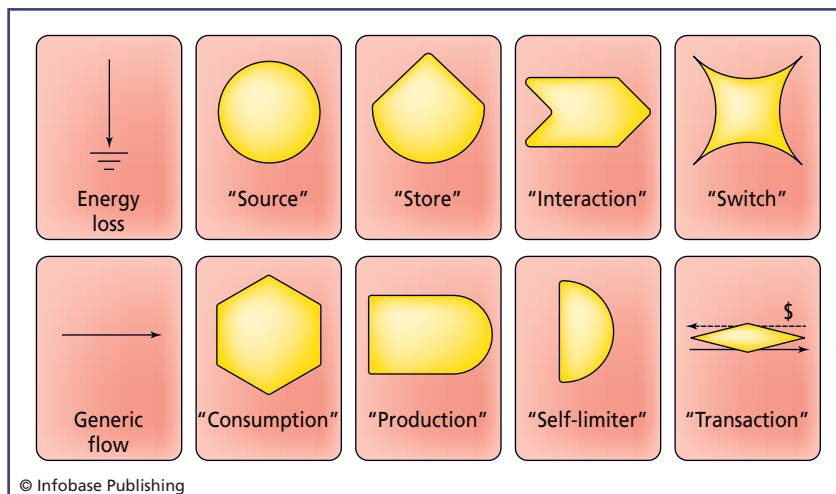 Energy
loss
"Source"
"Store"
"Interaction"
"Switch"
Generic
flow
"Consumption"
"Production"
"Self-limiter"
$
"Transaction"
© Infobase Publishing